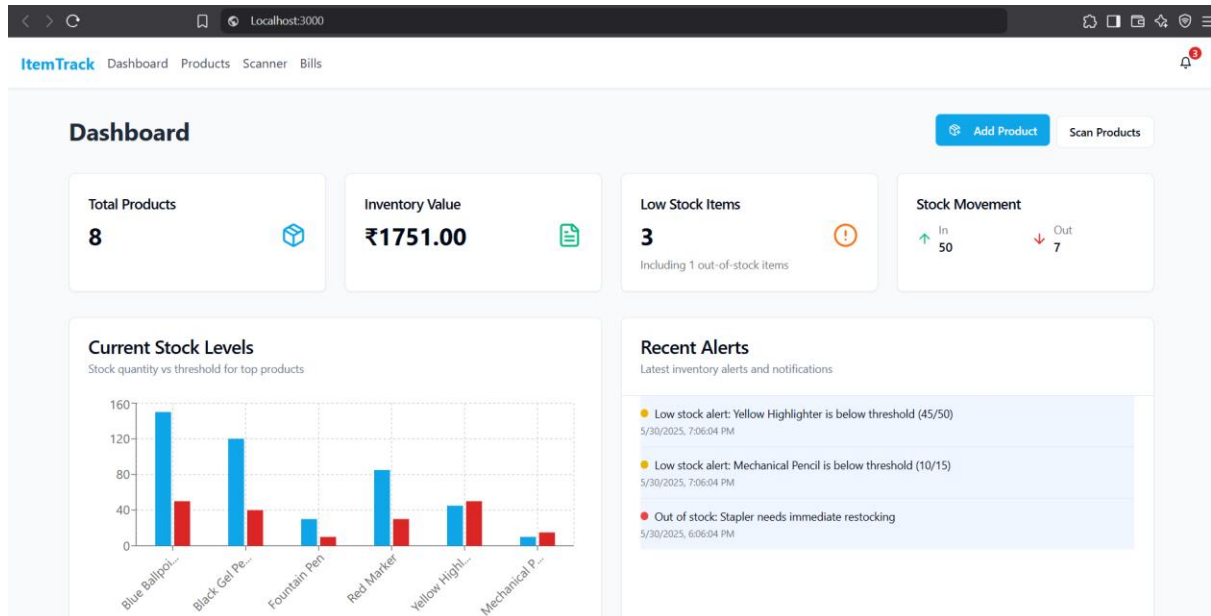 Localhost:3000
ItemTrack Dashboard Products Scanner Bills
3
Dashboard
Add Product
Scan Products
Total Products
8
Inventory Value
₹1751.00
Low Stock Items
3
Including 1 out-of-stock items
Stock Movement
In
50
Out
7
Current Stock Levels
Stock quantity vs threshold for top products
160
120
80
40
0
Blue Ballpoi...
Black Gel Pe...
Fountain Pen
Red Marker
Yellow Highl...
Mechanical P...
Recent Alerts
Latest inventory alerts and notifications
Low stock alert: Yellow Highlighter is below threshold (45/50)
5/30/2025, 7:06:04 PM
Low stock alert: Mechanical Pencil is below threshold (10/15)
5/30/2025, 7:06:04 PM
Out of stock: Stapler needs immediate restocking
5/30/2025, 6:06:04 PM